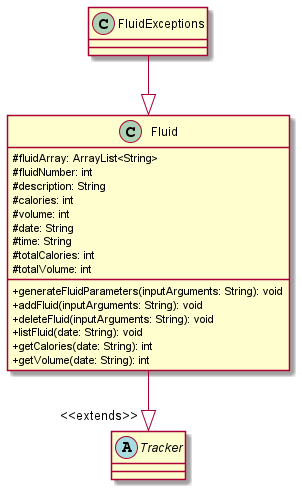 C FluidExceptions
C Fluid
#fluidArray: ArrayList<String>
#fluidNumber: int
#description: String
#calories: int
#volume: int
#date: String
#time: String
#totalCalories: int
#totalVolume: int
+generateFluidParameters(inputArguments: String): void
+addFluid(inputArguments: String): void
+deleteFluid(inputArguments: String): void
+listFluid(date: String): void
+getCalories(date: String): int
+getVolume(date: String): int
<<extends>>
A Tracker